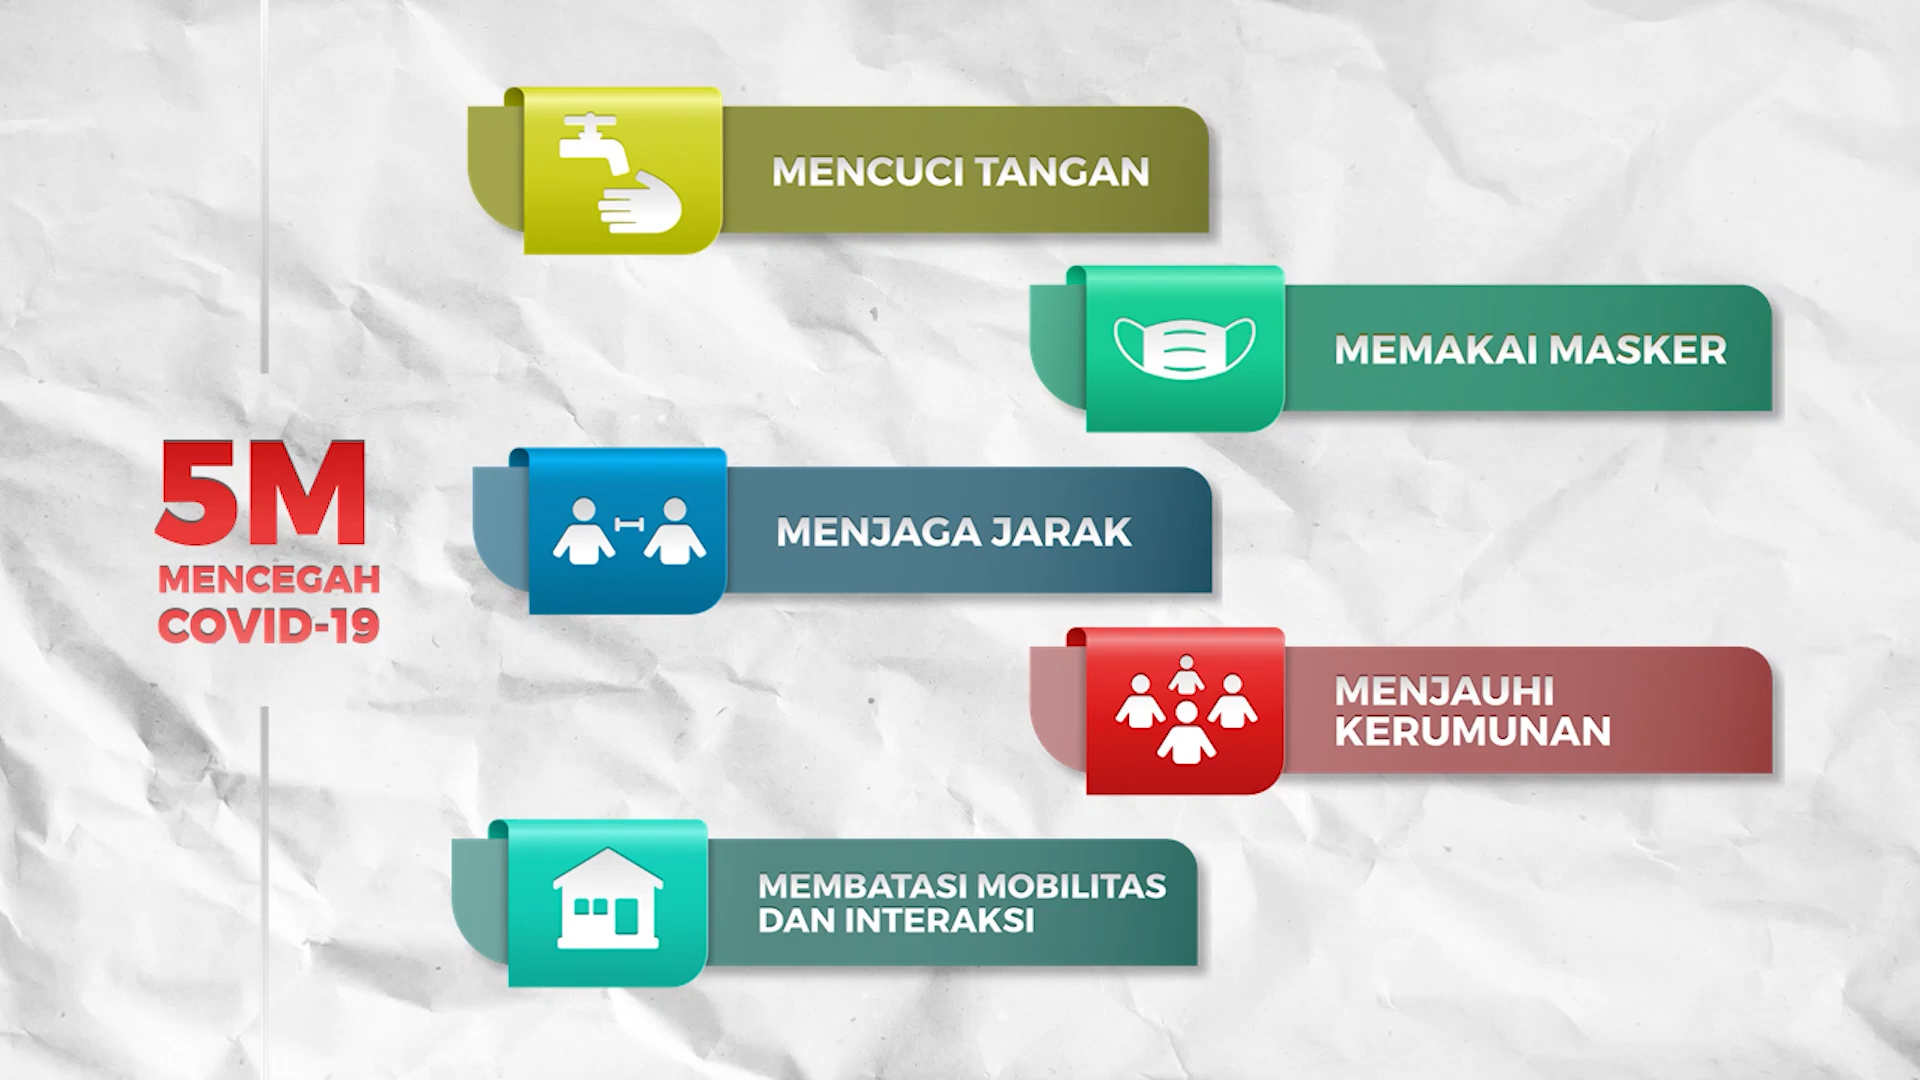 5M
MENCEGAH
COVID-19
MENCUCI TANGAN
MEMAKAI MASKER
MENJAGA JARAK
MENJAUHI
KERUMUNAN
MEMBATASI MOBILITAS
DAN INTERAKSI